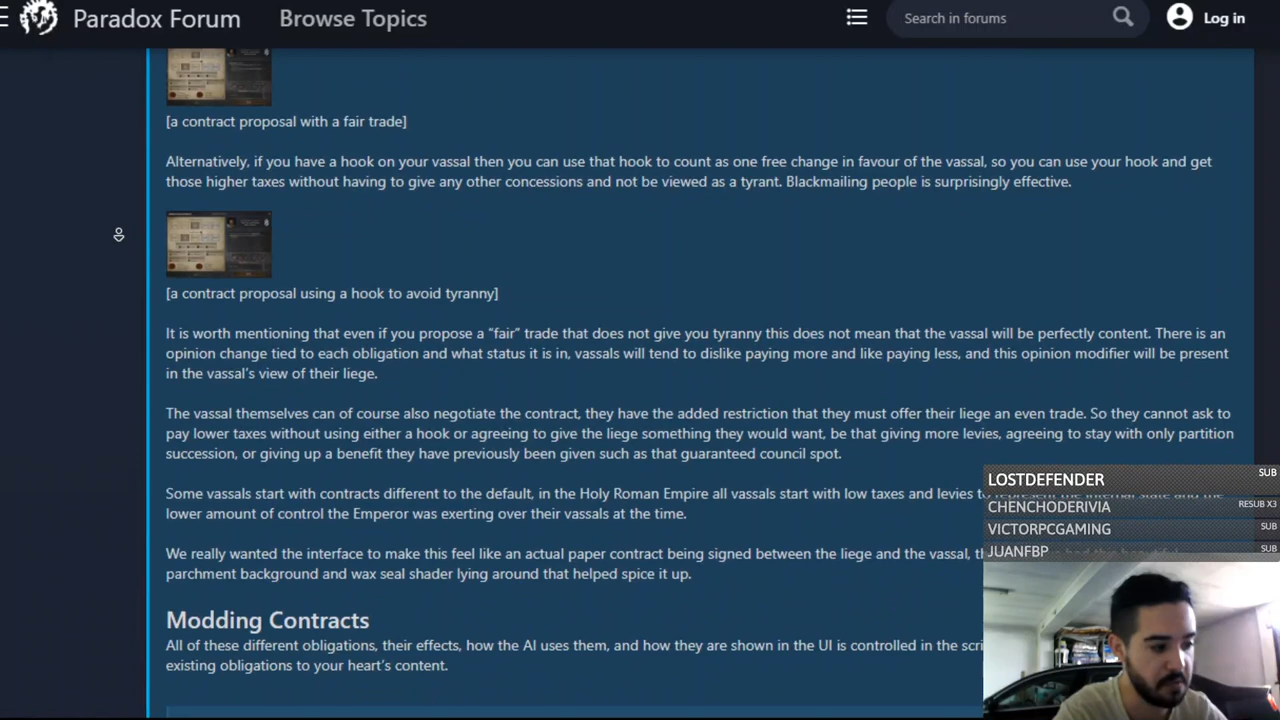 Paradox Forum
Browse Topics
Search in forums
Log in
[a contract proposal with a fair trade]
Alternatively, if you have a hook on your vassal then you can use that hook to count as one free change in favour of the vassal, so you can use your hook and get
those higher taxes without having to give any other concessions and not be viewed as a tyrant. Blackmailing people is surprisingly effective.
[a contract proposal using a hook to avoid tyranny]
It is worth mentioning that even if you propose a “fair” trade that does not give you tyranny this does not mean that the vassal will be perfectly content. There is an
opinion change tied to each obligation and what status it is in, vassals will tend to dislike paying more and like paying less, and this opinion modifier will be present
in the vassal’s view of their liege.
The vassal themselves can of course also negotiate the contract, they have the added restriction that they must offer their liege an even trade. So they cannot ask to
pay lower taxes without using either a hook or agreeing to give the liege something they would want, be that giving more levies, agreeing to stay with only partition
succession, or giving up a benefit they have previously been given such as that guaranteed council spot.
Some vassals start with contracts different to the default, in the Holy Roman Empire all vassals start with low taxes and levies to represent the internal state and the
lower amount of control the Emperor was exerting over their vassals at the time.
We really wanted the interface to make this feel like an actual paper contract being signed between the liege and the vassal,
parchment background and wax seal shader lying around that helped spice it up.
Modding Contracts
All of these different obligations, their effects, how the AI uses them, and how they are shown in the UI is controlled in the
existing obligations to your heart’s content.
LOSTDEFENDER SUB
CHENCHODERIVIA RESUB X3
VICTORPCGAMING SUB
JUANFBP SUB